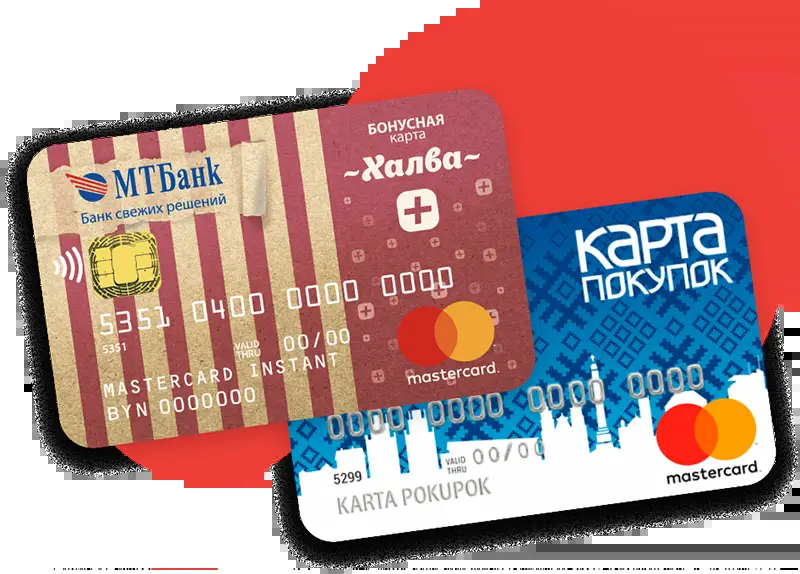 МТБанк
Банк свежих решений
БОНУСНАЯ
карта
~Халва~
5351 0400 0000 0000
5351
VALID
THRU
00/00
MASTERCARD INSTANT
BYN 0000000
mastercard.
КАРТА
ПОКУПОК
0000 0000 0000 0000
5299
VALID
THRU
00/00
KARTA POKUPOK
mastercard.